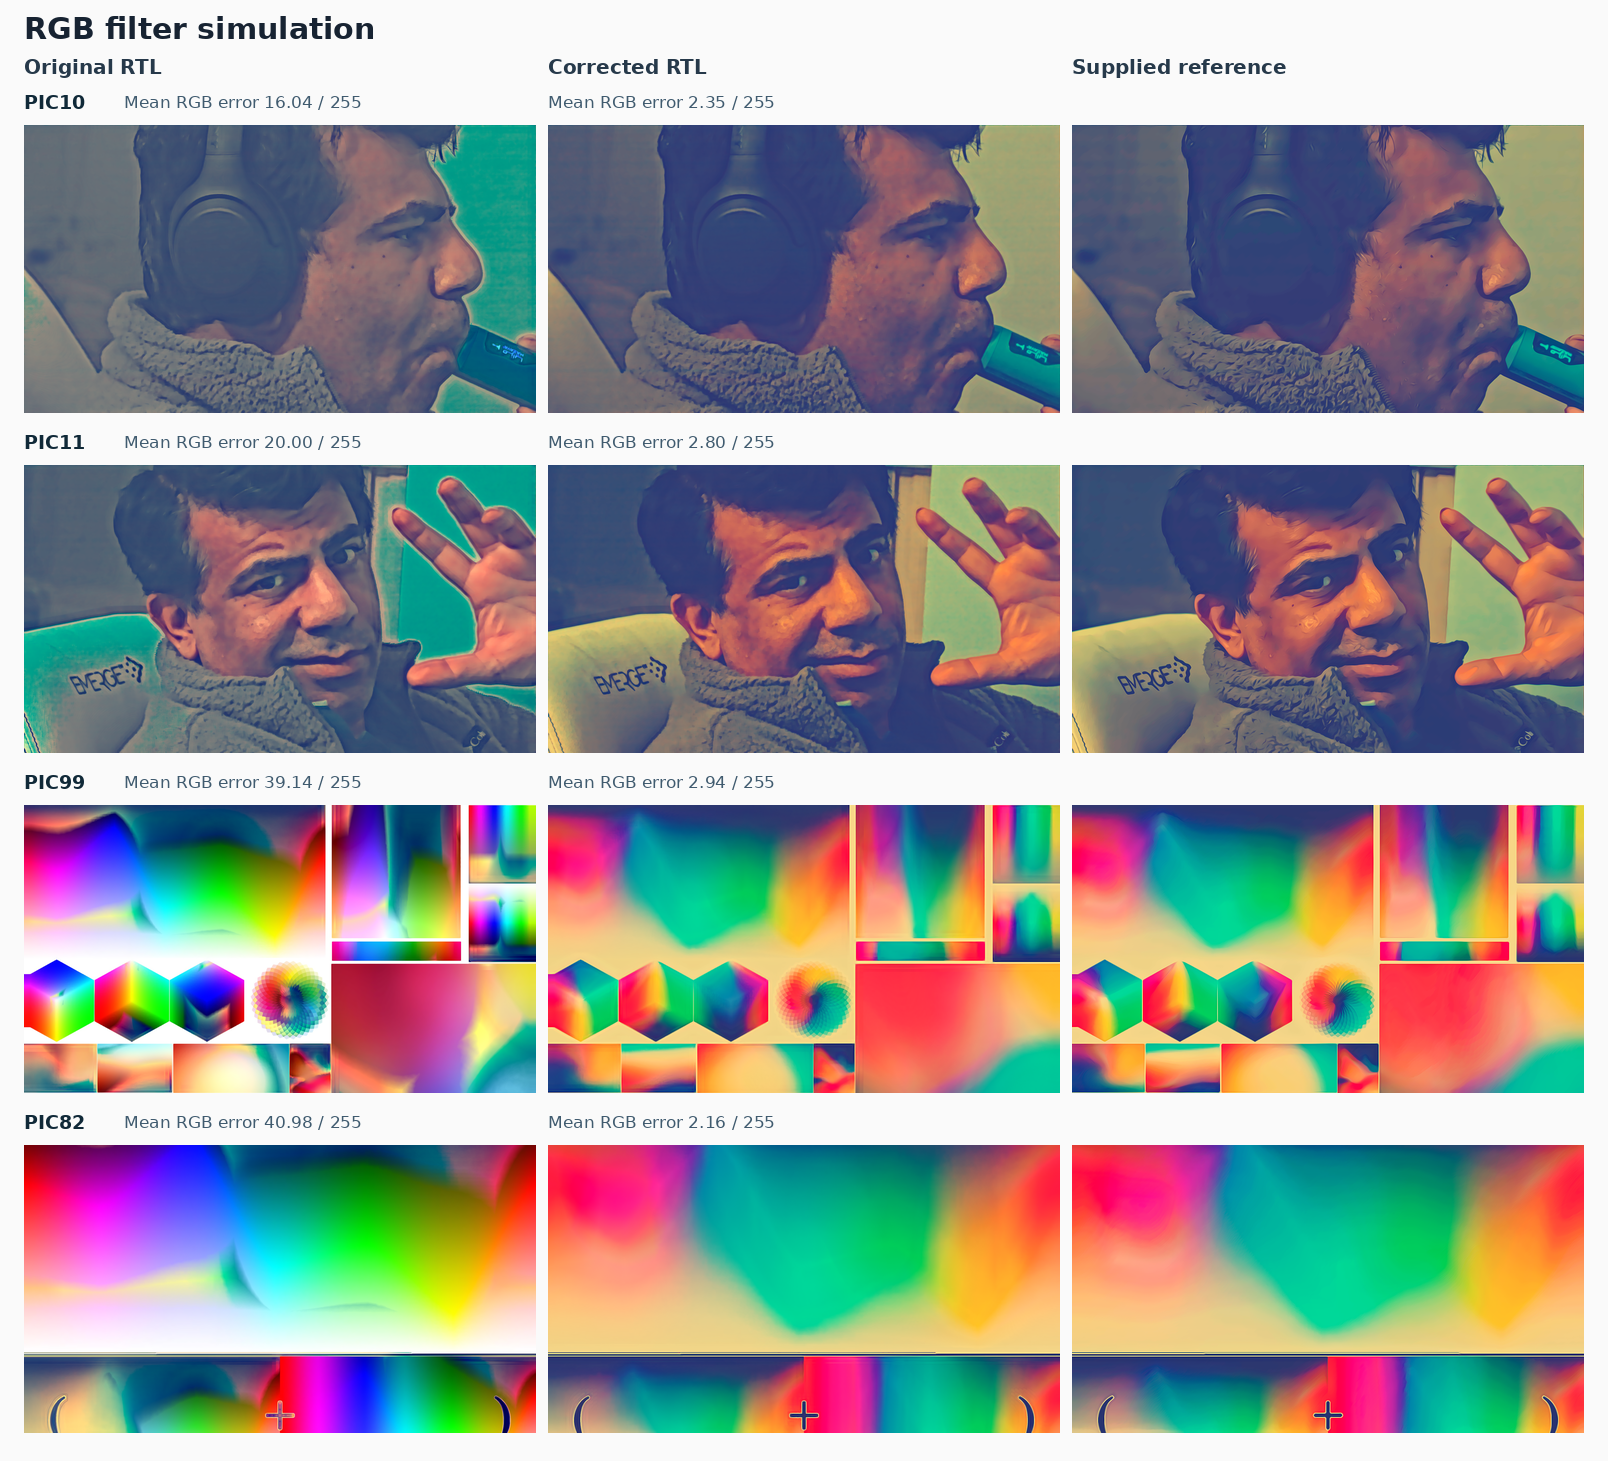 RGB filter simulation
Original RTL Corrected RTL Supplied reference
PIC10 Mean RGB error 16.04 / 255 Mean RGB error 2.35 / 255
PIC11 Mean RGB error 20.00 / 255 Mean RGB error 2.80 / 255
EMERGE EMERGE EMERGE
PIC99 Mean RGB error 39.14 / 255 Mean RGB error 2.94 / 255
PIC82 Mean RGB error 40.98 / 255 Mean RGB error 2.16 / 255
( + ) ( + ) ( + )